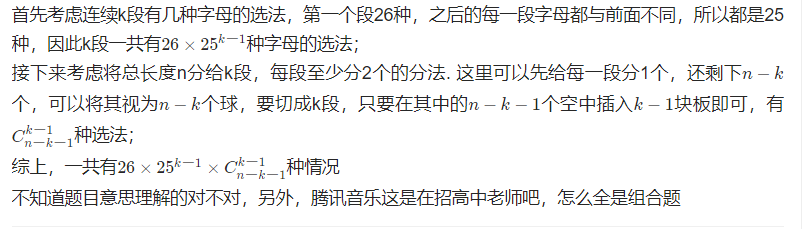 首先考虑连续k段有几种字母的选法，第一个段26种，之后的每一段字母都与前面不同，所以都是25
种，因此k段一共有26 × 25^{k−1}种字母的选法；
接下来考虑将总长度n分给k段，每段至少分2个的分法. 这里可以先给每一段分1个，还剩下n − k
个，可以将其视为n − k个球，要切成k段，只要在其中的n − k − 1个空中插入k − 1块板即可，有
C_{n−k−1}^{k−1}种选法；
综上，一共有26 × 25^{k−1} × C_{n−k−1}^{k−1}种情况
不知道题目意思理解的对不对，另外，腾讯音乐这是在招高中老师吧，怎么全是组合题